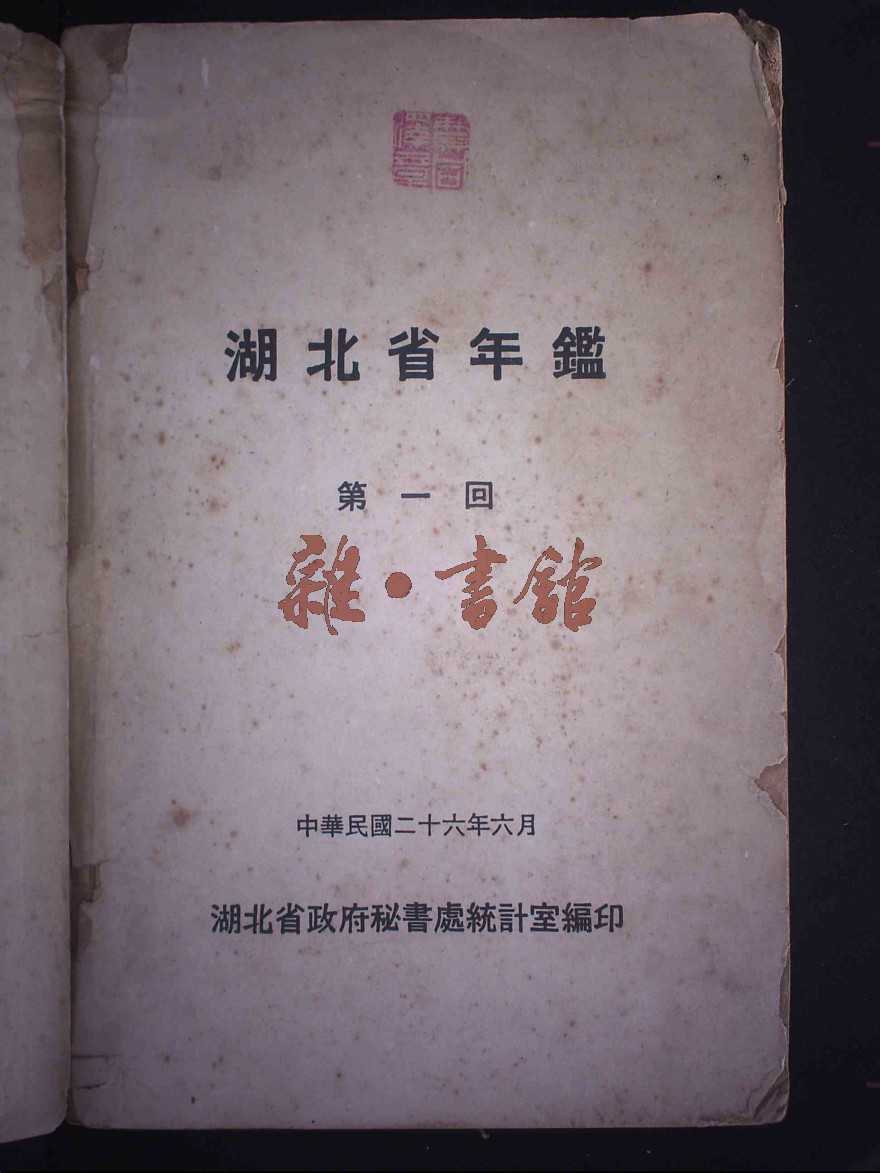 湖北省年鑑
第一回
雜·書館
中華民國二十六年六月
湖北省政府秘書處統計室編印